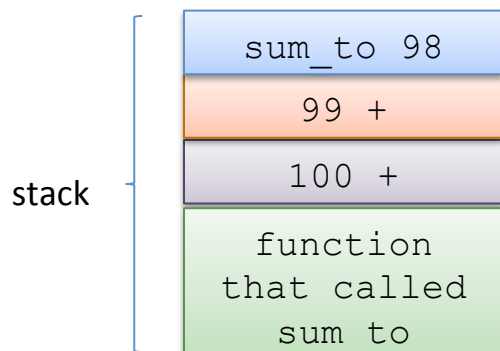 sum_to 98
99 +
100 +
stack
function
that called
sum to